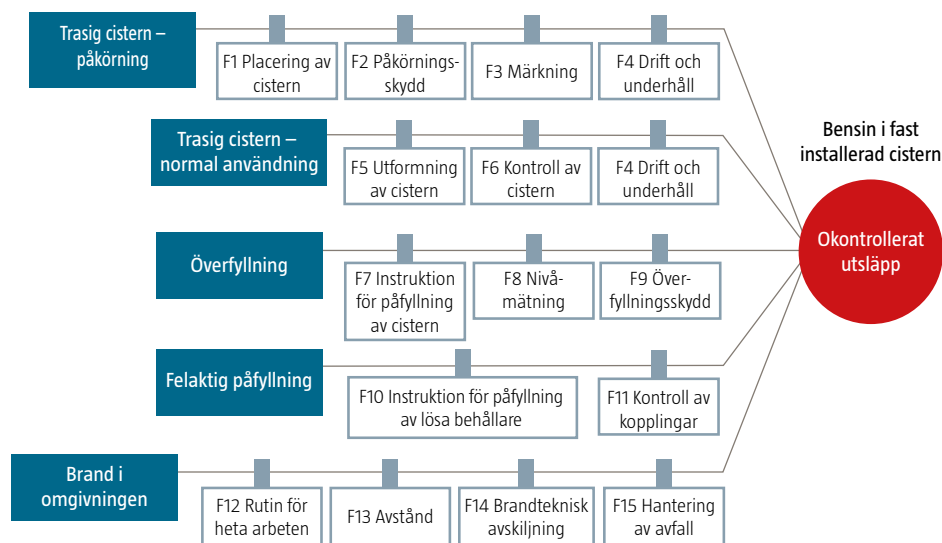 Trasig cistern –
påkörning
F1 Placering av
cistern
F2 Påkörnings-
skydd
F3 Märkning
F4 Drift och
underhåll
Trasig cistern –
normal användning
F5 Utformning
av cistern
F6 Kontroll av
cistern
F4 Drift och
underhåll
Bensin i fast
installerad cistern
Okontrollerat
utsläpp
Överfyllning
F7 Instruktion
för påfyllning
av cistern
F8 Nivå-
mätning
F9 Över-
fyllningsskydd
Felaktig påfyllning
F10 Instruktion för påfyllning
av lösa behållare
F11 Kontroll av
kopplingar
Brand i
omgivningen
F12 Rutin för
heta arbeten
F13 Avstånd
F14 Brandteknisk
avskiljning
F15 Hantering
av avfall